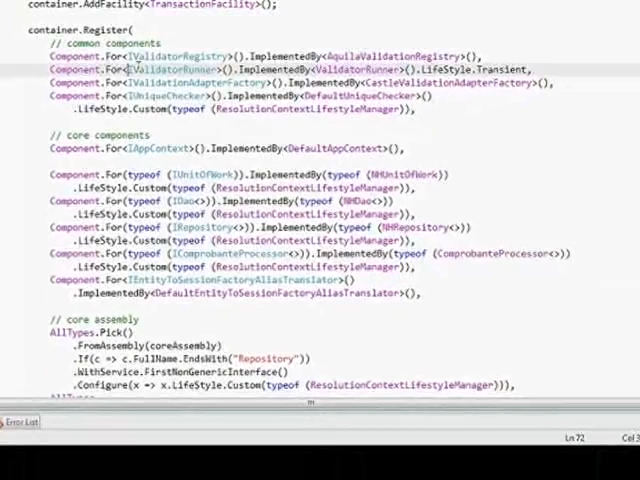 container.AddFacility<TransactionFacility>();
container.Register(
// common components
Component.For<IValidatorRegistry>().ImplementedBy<AquilaValidationRegistry>(),
Component.For<IValidatorRunner>().ImplementedBy<ValidatorRunner>().LifeStyle.Transient,
Component.For<IValidationAdapterFactory>().ImplementedBy<CastleValidationAdapterFactory>(),
Component.For<IUniqueChecker>().ImplementedBy<DefaultUniqueChecker>()
.LifeStyle.Custom(typeof (ResolutionContextLifestyleManager)),
// core components
Component.For<IAppContext>().ImplementedBy<DefaultAppContext>(),
Component.For(typeof (IUnitOfWork)).ImplementedBy(typeof (NHUnitOfWork))
.LifeStyle.Custom(typeof (ResolutionContextLifestyleManager)),
Component.For(typeof (IDao<>)).ImplementedBy(typeof (NHDao<>))
.LifeStyle.Custom(typeof (ResolutionContextLifestyleManager)),
Component.For(typeof (IRepository<>)).ImplementedBy(typeof (NHRepository<>))
.LifeStyle.Custom(typeof (ResolutionContextLifestyleManager)),
Component.For(typeof (IComprobanteProcessor<>)).ImplementedBy(typeof (ComprobanteProcessor<>))
.LifeStyle.Custom(typeof (ResolutionContextLifestyleManager)),
Component.For<IEntityToSessionFactoryAliasTranslator>()
.ImplementedBy<DefaultEntityToSessionFactoryAliasTranslator>(),
// core assembly
AllTypes.Pick()
.FromAssembly(coreAssembly)
.If(c => c.FullName.EndsWith("Repository"))
.WithService.FirstNonGenericInterface()
.Configure(x => x.LifeStyle.Custom(typeof (ResolutionContextLifestyleManager))),
Error List
Ln 72 Col 3